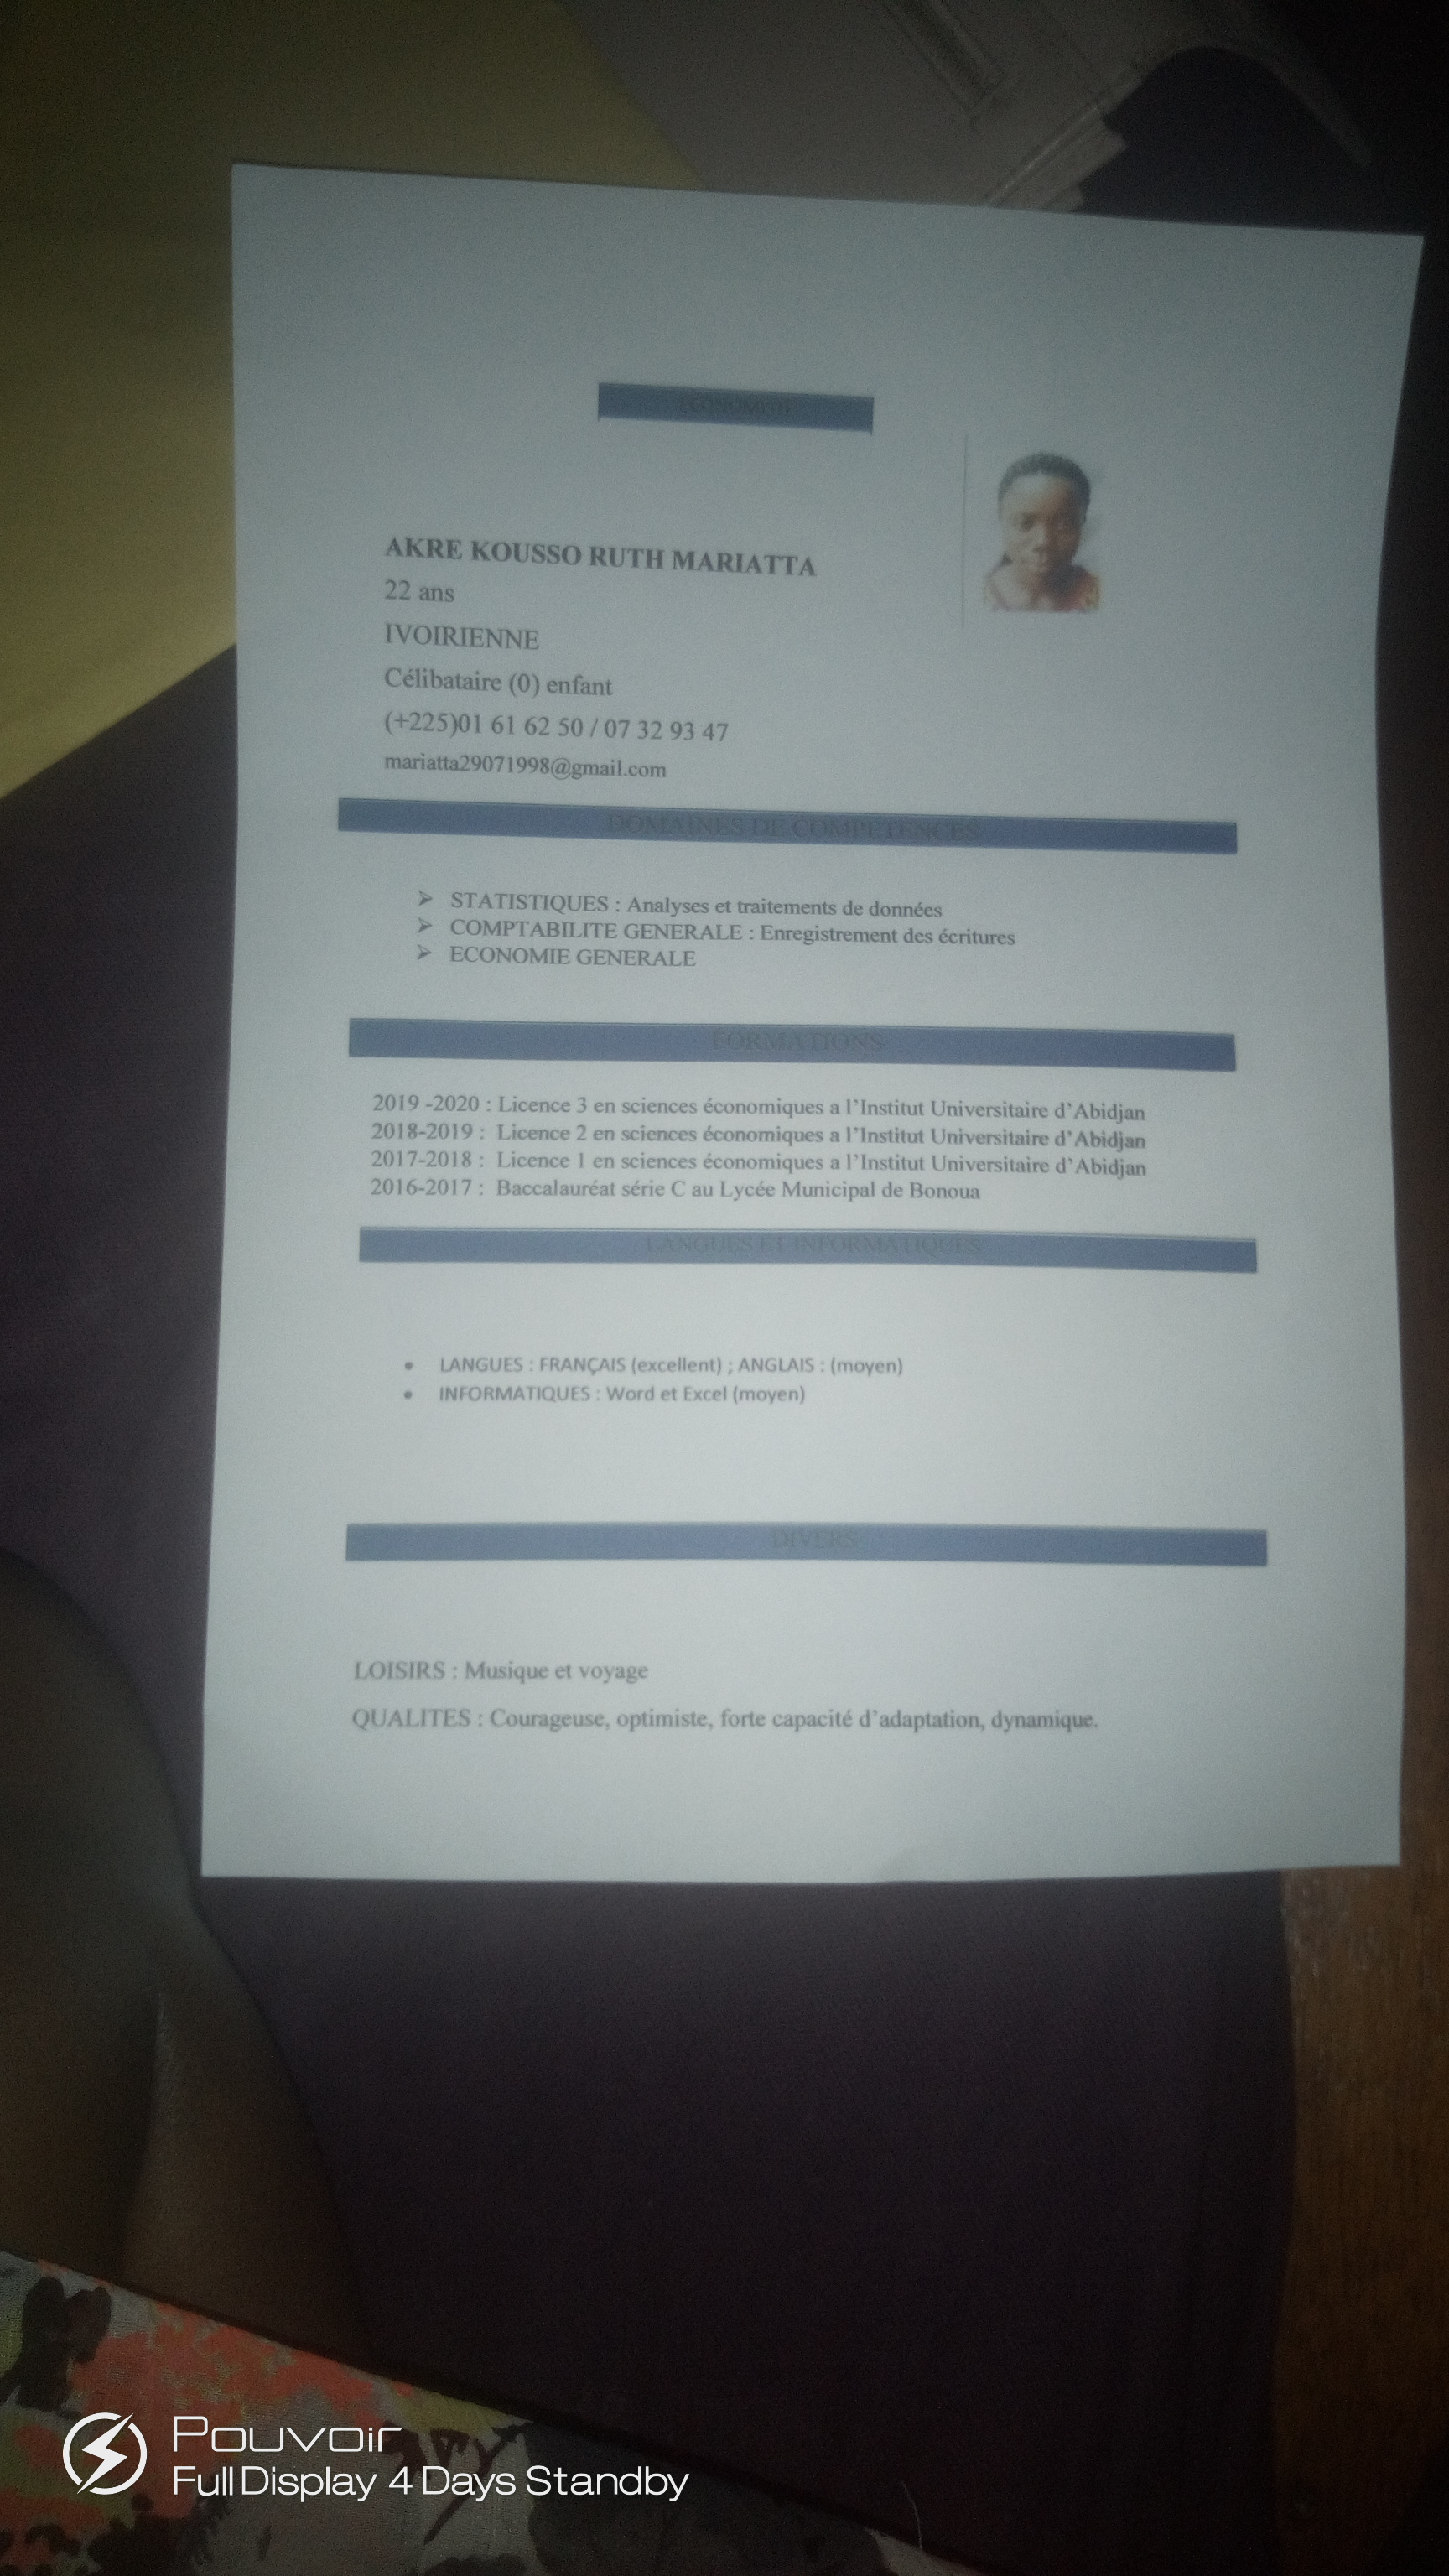 ECONOMISTE
AKRE KOUSSO RUTH MARIATTA
22 ans
IVOIRIENNE
Célibataire (0) enfant
(+225)01 61 62 50 / 07 32 93 47
mariatta29071998@gmail.com
DOMAINES DE COMPETENCES
➢ STATISTIQUES : Analyses et traitements de données
➢ COMPTABILITE GENERALE : Enregistrement des écritures
➢ ECONOMIE GENERALE
FORMATIONS
2019 -2020 : Licence 3 en sciences économiques a l'Institut Universitaire d'Abidjan
2018-2019 : Licence 2 en sciences économiques a l'Institut Universitaire d'Abidjan
2017-2018 : Licence 1 en sciences économiques a l'Institut Universitaire d'Abidjan
2016-2017 : Baccalauréat série C au Lycée Municipal de Bonoua
LANGUES ET INFORMATIQUES
• LANGUES : FRANÇAIS (excellent) ; ANGLAIS : (moyen)
• INFORMATIQUES : Word et Excel (moyen)
DIVERS
LOISIRS : Musique et voyage
QUALITES : Courageuse, optimiste, forte capacité d'adaptation, dynamique.
Pouvoir
Full Display 4 Days Standby